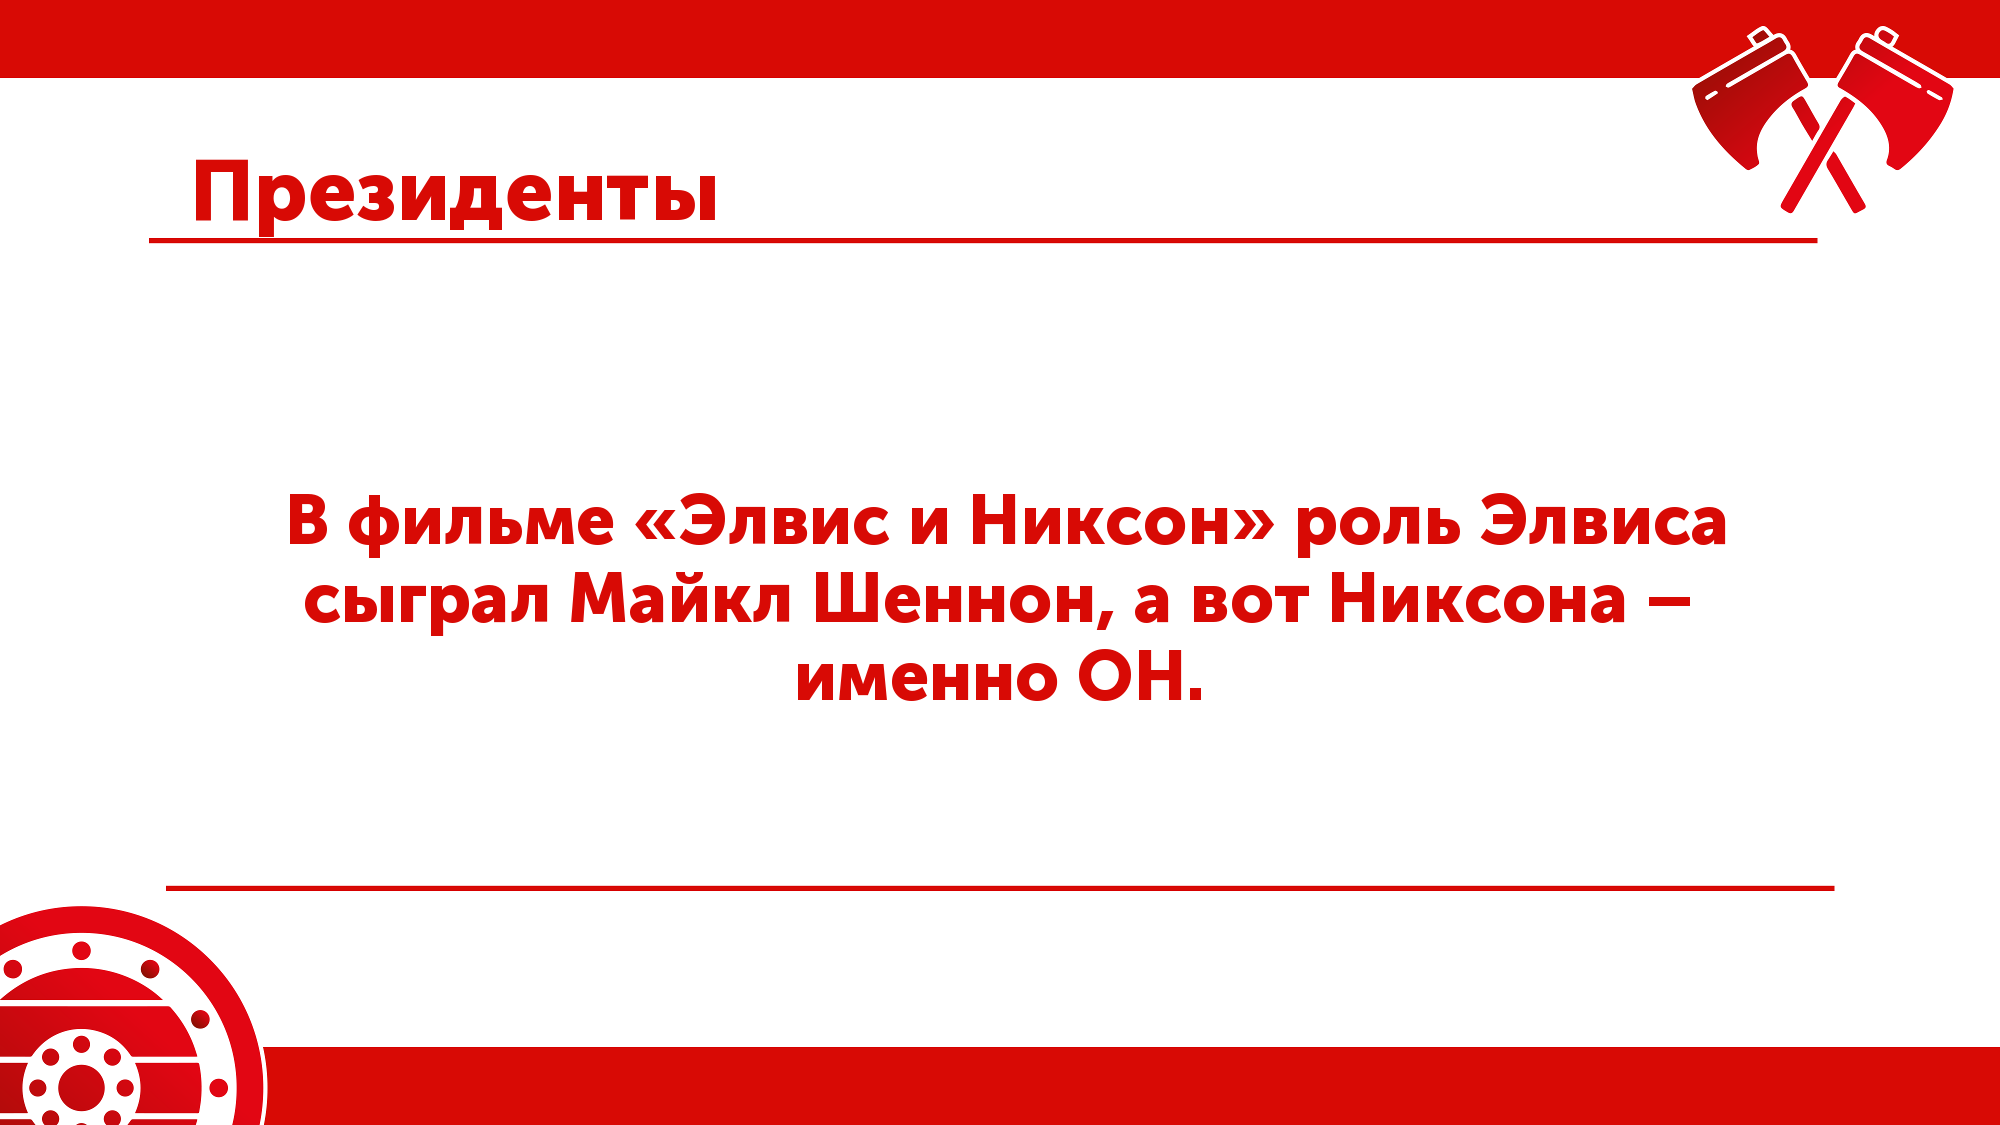 Президенты
В фильме «Элвис и Никсон» роль Элвиса
сыграл Майкл Шеннон, а вот Никсона –
именно ОН.